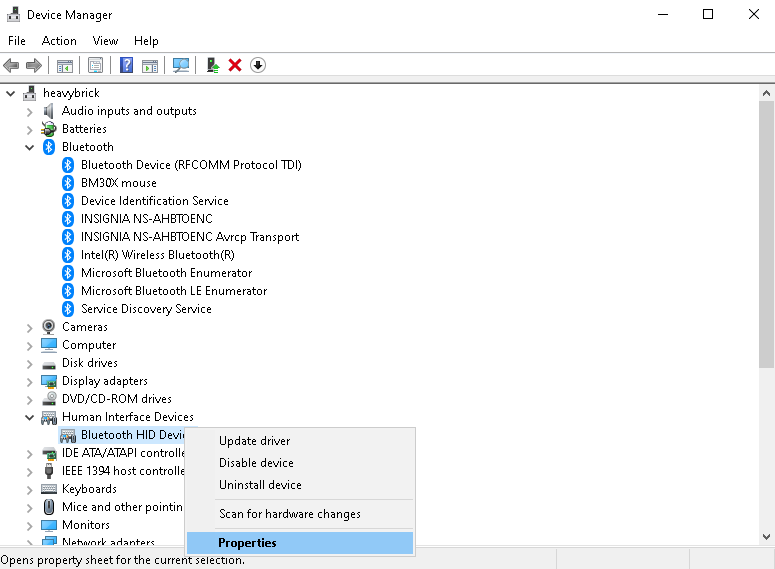 Device Manager
File Action View Help
heavybrick
Audio inputs and outputs
Batteries
Bluetooth
Bluetooth Device (RFCOMM Protocol TDI)
BM30X mouse
Device Identification Service
INSIGNIA NS-AHBTOENC
INSIGNIA NS-AHBTOENC Avrcp Transport
Intel(R) Wireless Bluetooth(R)
Microsoft Bluetooth Enumerator
Microsoft Bluetooth LE Enumerator
Service Discovery Service
Cameras
Computer
Disk drives
Display adapters
DVD/CD-ROM drives
Human Interface Devices
Bluetooth HID Devic
IDE ATA/ATAPI controlle
IEEE 1394 host controlle
Keyboards
Mice and other pointin
Monitors
Network adapters
Update driver
Disable device
Uninstall device
Scan for hardware changes
Properties
Opens property sheet for the current selection.